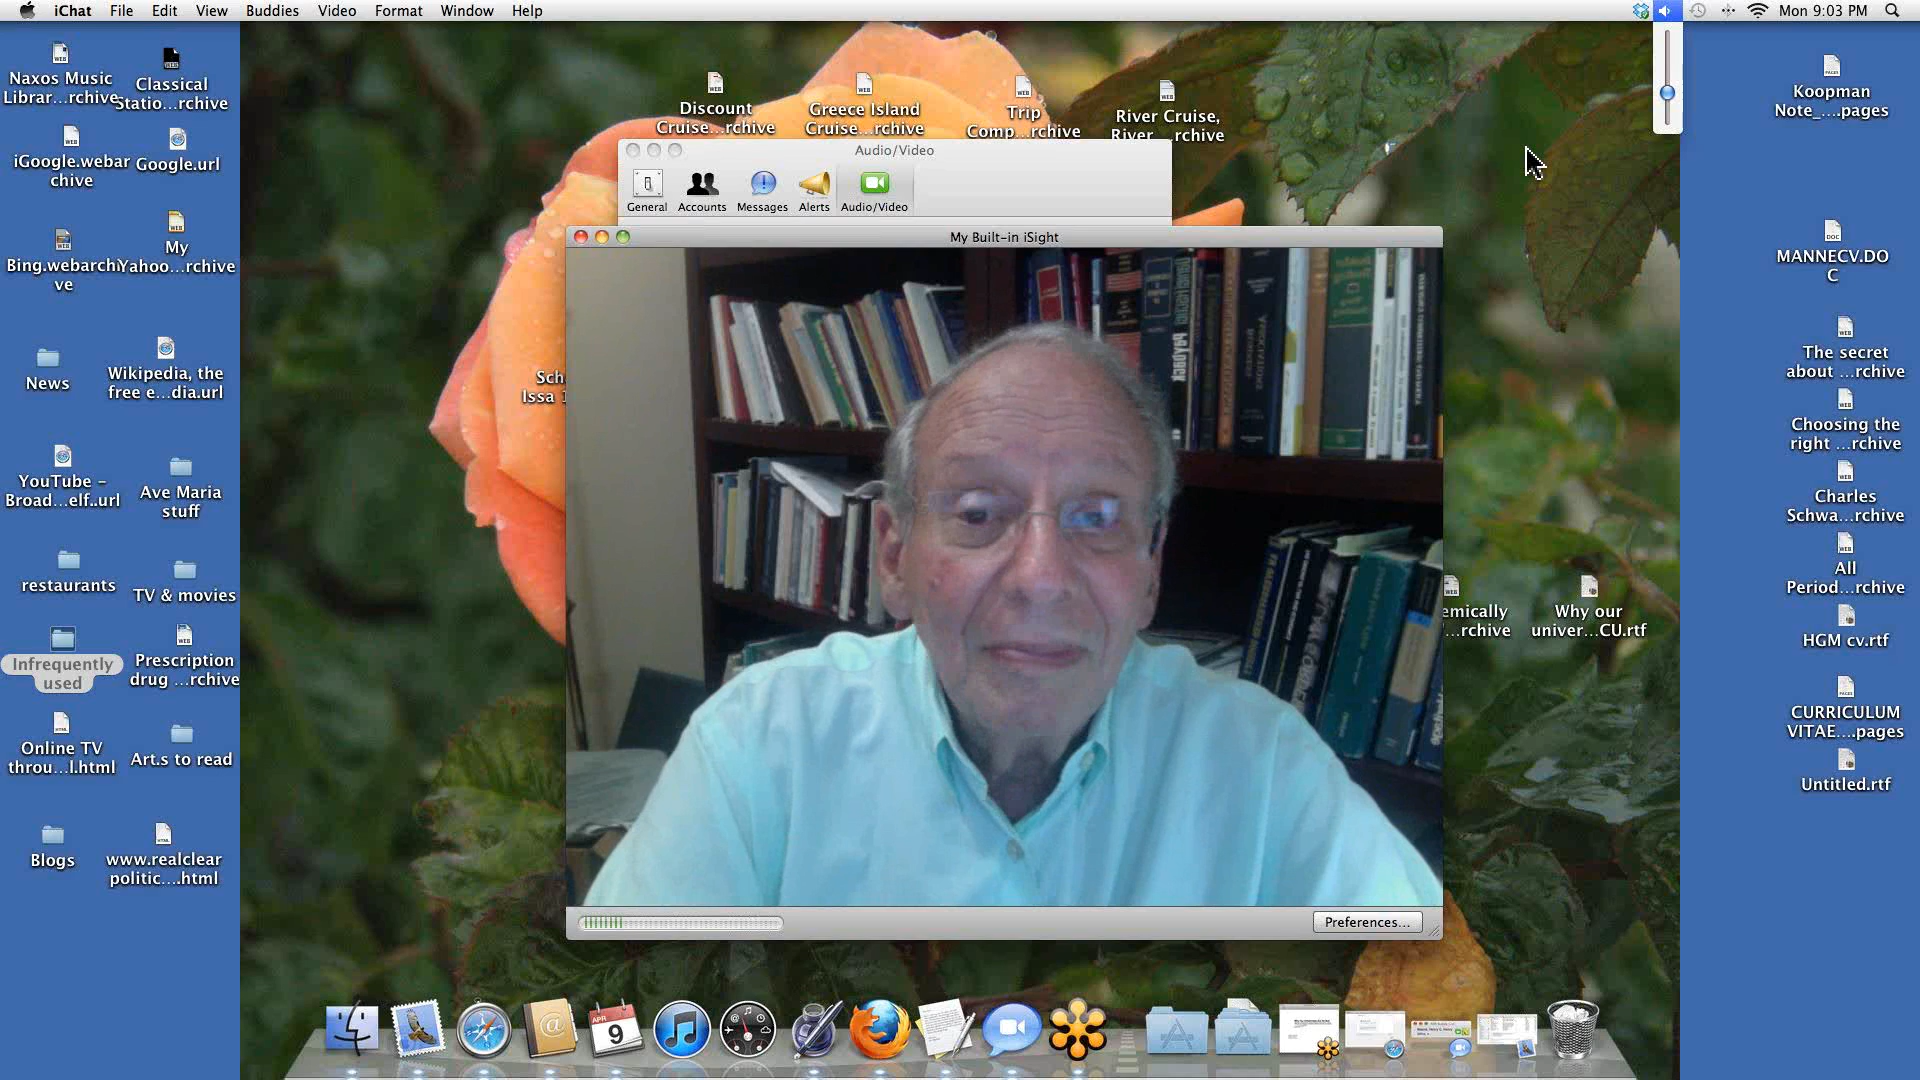 iChat File Edit View Buddies Video Format Window Help
Mon 9:03 PM
Naxos Music
Librar...rchive
Classical
Statio...rchive
iGoogle.webar
chive
Google.url
Bing.webarchi
ve
My
Yahoo...rchive
News
Wikipedia, the
free e...dia.url
YouTube -
Broad...elf..url
Ave Maria
stuff
restaurants
TV & movies
Infrequently
used
Prescription
drug ...rchive
Online TV
throu...l.html
Art.s to read
Blogs
www.realclear
politic....html
Discount
Cruise...rchive
Greece Island
Cruise...rchive
Trip
Comp...rchive
River Cruise,
River ...rchive
Audio/Video
General Accounts Messages Alerts Audio/Video
My Built-in iSight
Sch
Issa
Preferences...
emically
...rchive
Why our
univer...CU.rtf
Koopman
Note_....pages
MANNECV.DO
C
The secret
about ...rchive
Choosing the
right ...rchive
Charles
Schwa...rchive
All
Period...rchive
HGM cv.rtf
CURRICULUM
VITAE....pages
Untitled.rtf
APR
9